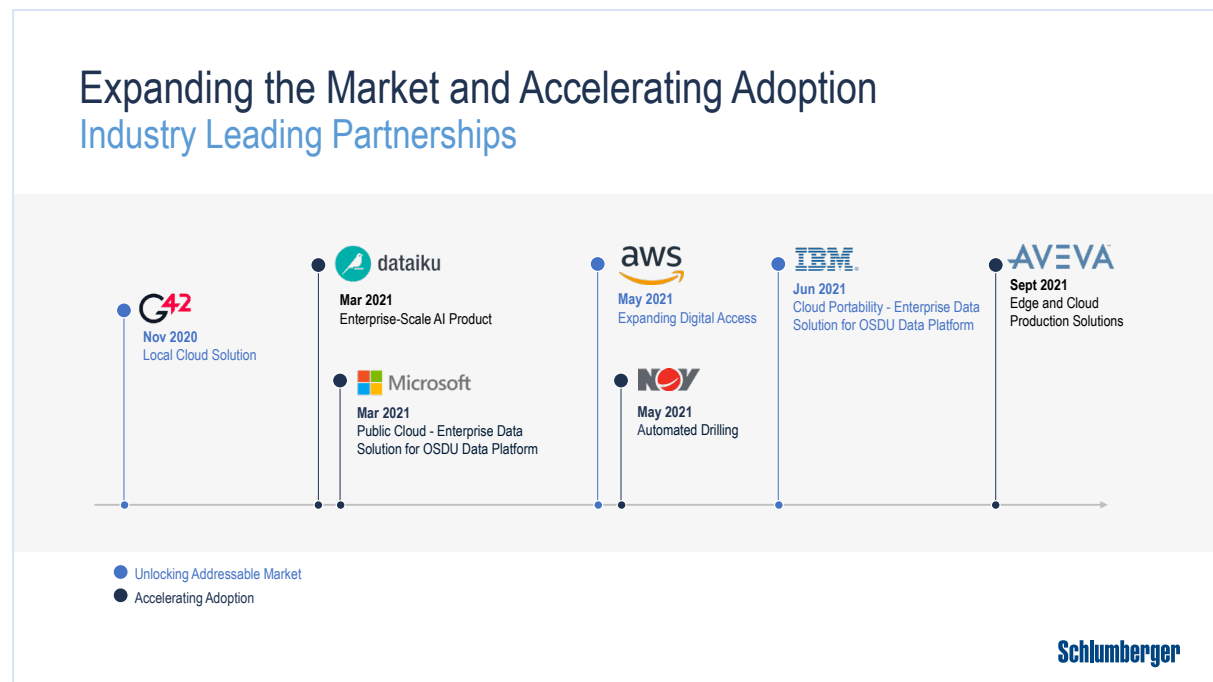 Expanding the Market and Accelerating Adoption
Industry Leading Partnerships
G42
Nov 2020
Local Cloud Solution
dataiku
Mar 2021
Enterprise-Scale AI Product
Microsoft
Mar 2021
Public Cloud - Enterprise Data
Solution for OSDU Data Platform
aws
May 2021
Expanding Digital Access
NOV
May 2021
Automated Drilling
IBM.
Jun 2021
Cloud Portability - Enterprise Data
Solution for OSDU Data Platform
AVEVA
Sept 2021
Edge and Cloud
Production Solutions
Unlocking Addressable Market
Accelerating Adoption
Schlumberger